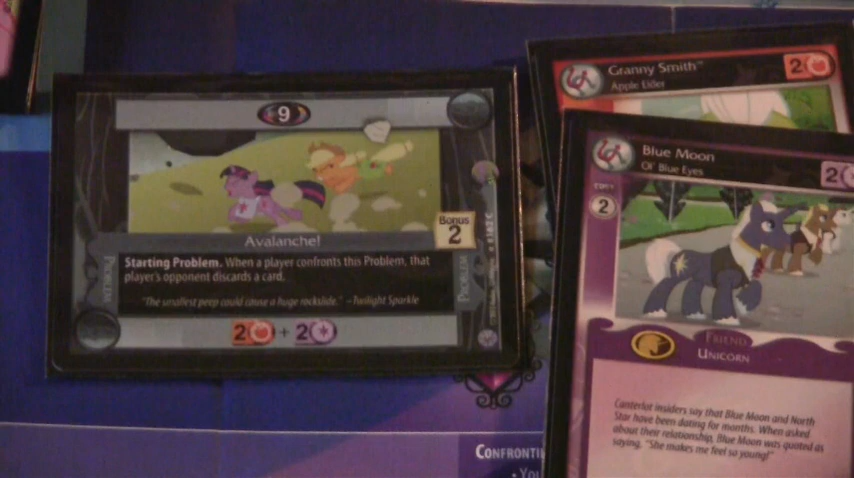 9
Bonus
2
Avalanche!
Starting Problem. When a player confronts this Problem, that
player's opponent discards a card.
"The smallest peep could cause a huge rockslide." – Twilight Sparkle
PROBLEM
PROBLEM
2 + 2
Granny Smith™
Apple Elder
2
Blue Moon
Ol' Blue Eyes
2
COST
2
FRIEND
UNICORN
Canterlot insiders say that Blue Moon and North
Star have been dating for months. When asked
about their relationship, Blue Moon was quoted as
saying, "She makes me feel so young!"
CONFRONTI
• You